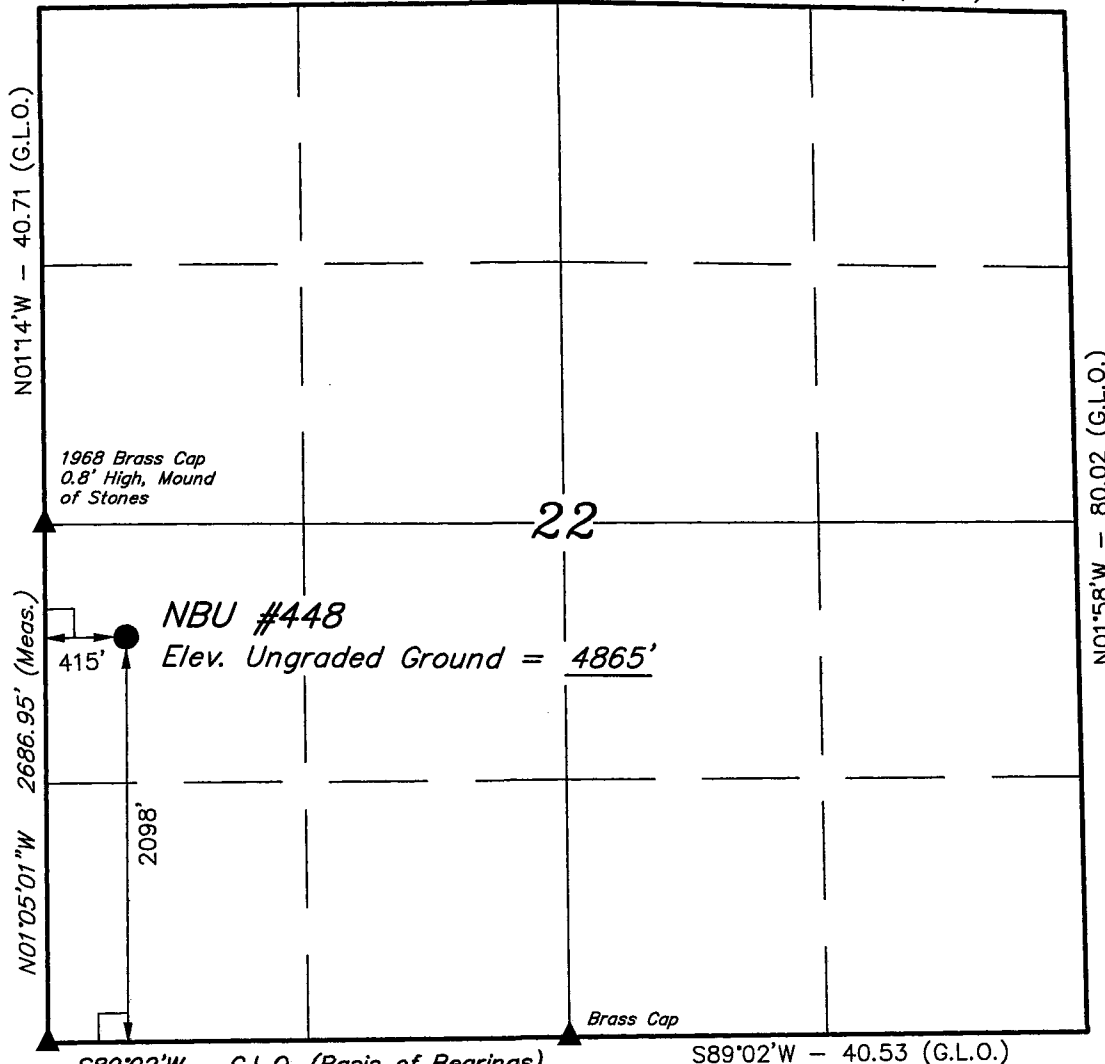 N01°14'W – 40.71 (G.L.O.)
1968 Brass Cap
0.8' High, Mound
of Stones
22
N01°58'W – 80.02 (G.L.O.)
NBU #448
Elev. Ungraded Ground = 4865'
415'
N01°05'01"W 2686.95' (Meas.)
2098'
Brass Cap
S89°02'W – G.L.O. (Basis of Bearings)
S89°02'W – 40.53 (G.L.O.)